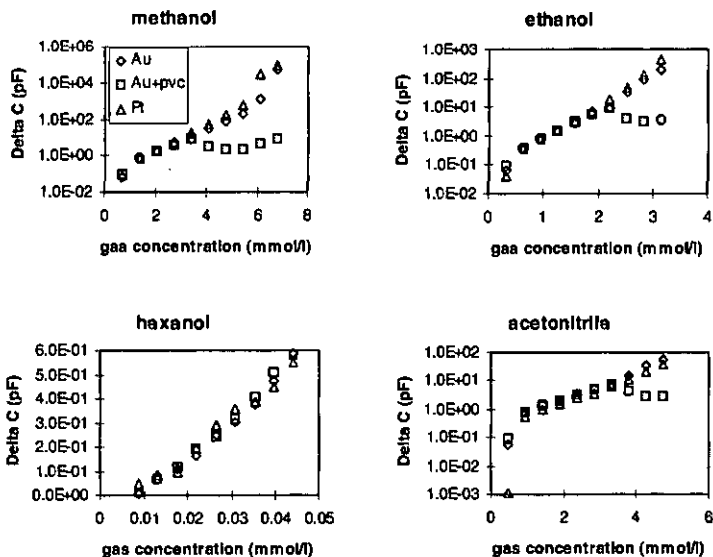 methanol
1.0E+06
1.0E+04
1.0E+02
1.0E+00
1.0E-02
Delta C (pF)
Au
Au+pvc
Pt
0 2 4 6 8
gaa concentration (mmol/l)
ethanol
1.0E+03
1.0E+02
1.0E+01
1.0E+00
1.0E-01
1.0E-02
Delta C (pF)
0 1 2 3 4
gas concentration (mmol/l)
haxanol
6.0E-01
5.0E-01
4.0E-01
3.0E-01
2.0E-01
1.0E-01
0.0E+00
Delta C (pF)
0 0.01 0.02 0.03 0.04 0.05
gas concentration (mmol/l)
acetonitrila
1.0E+02
1.0E+01
1.0E+00
1.0E-01
1.0E-02
1.0E-03
Delta C (pF)
0 2 4 6
gas concentration (mmol/l)